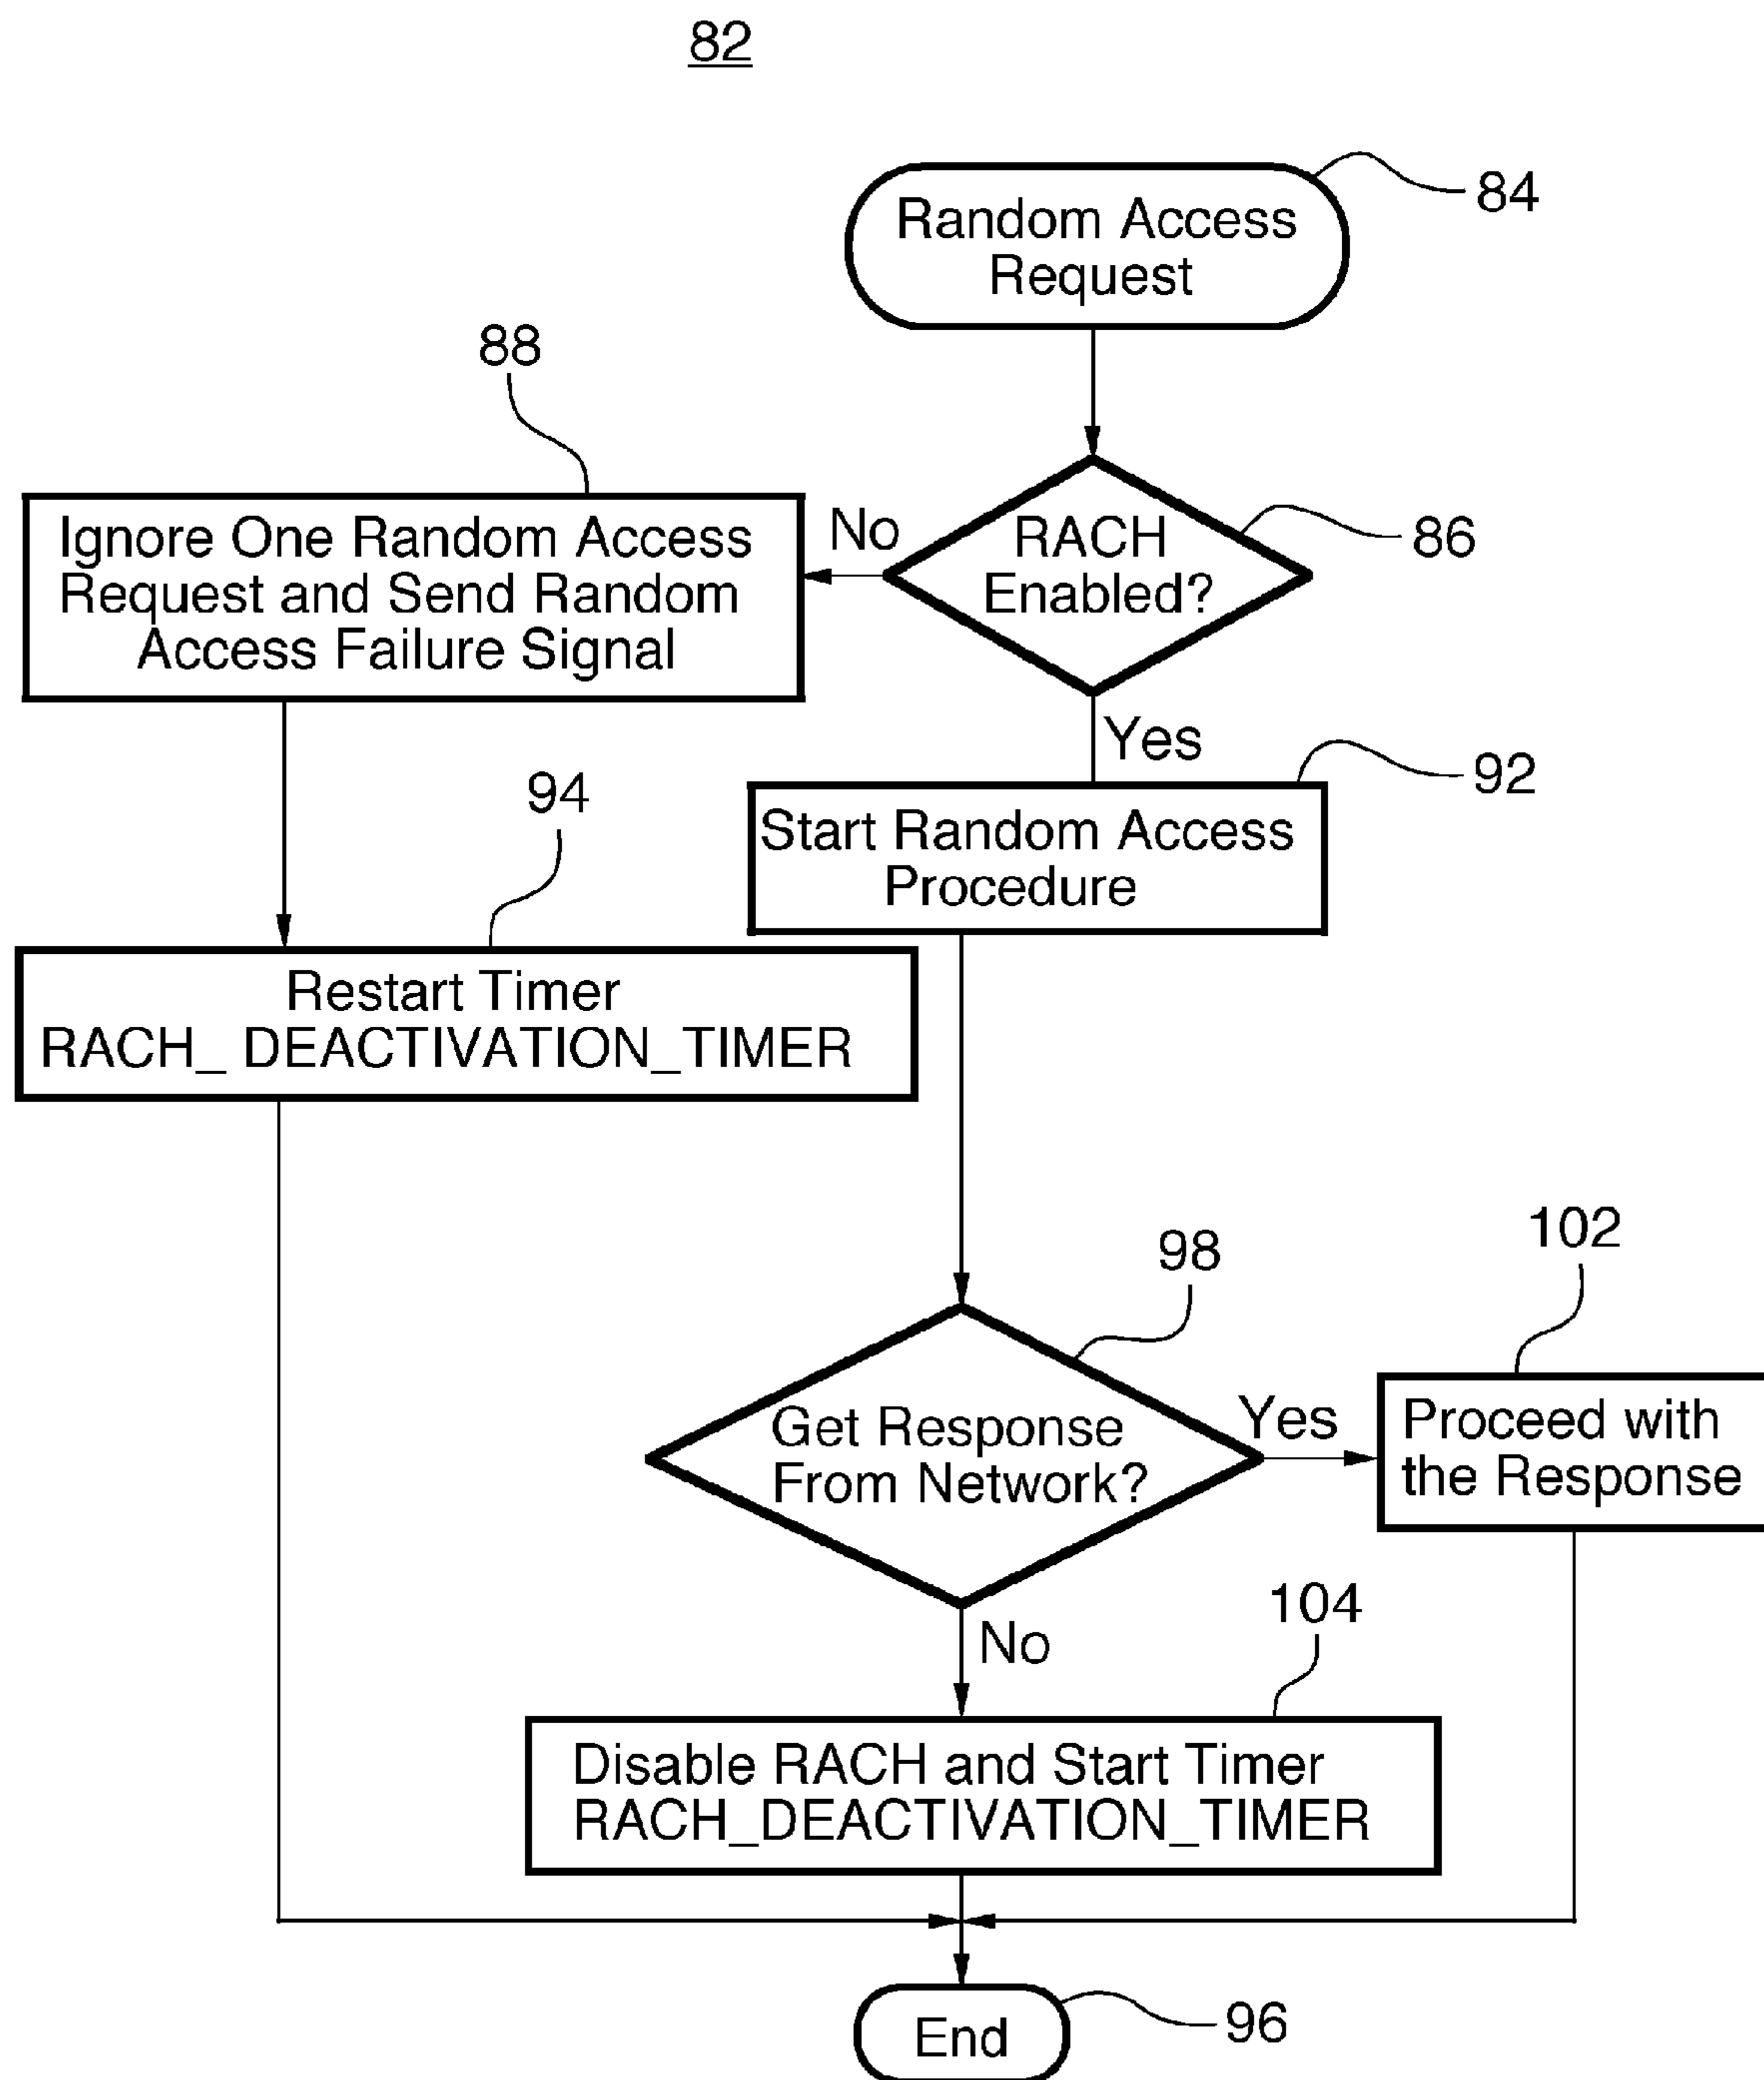 82
Random Access
Request
84
88
Ignore One Random Access
Request and Send Random
Access Failure Signal
No
RACH
Enabled?
86
Yes
92
94
Start Random Access
Procedure
Restart Timer
RACH_ DEACTIVATION_TIMER
98
102
Get Response
From Network?
Yes
Proceed with
the Response
104
No
Disable RACH and Start Timer
RACH_DEACTIVATION_TIMER
End
96